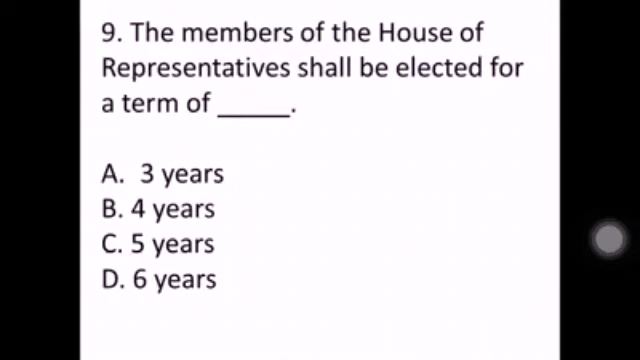 9. The members of the House of
Representatives shall be elected for
a term of _____.
A. 3 years
B. 4 years
C. 5 years
D. 6 years